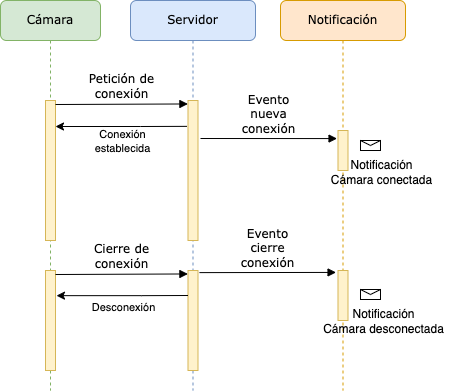 Cámara
Servidor
Notificación
Petición de
conexión
Evento
nueva
conexión
Conexión
establecida
Notificación
Cámara conectada
Cierre de
conexión
Evento
cierre
conexión
Desconexión
Notificación
Cámara desconectada